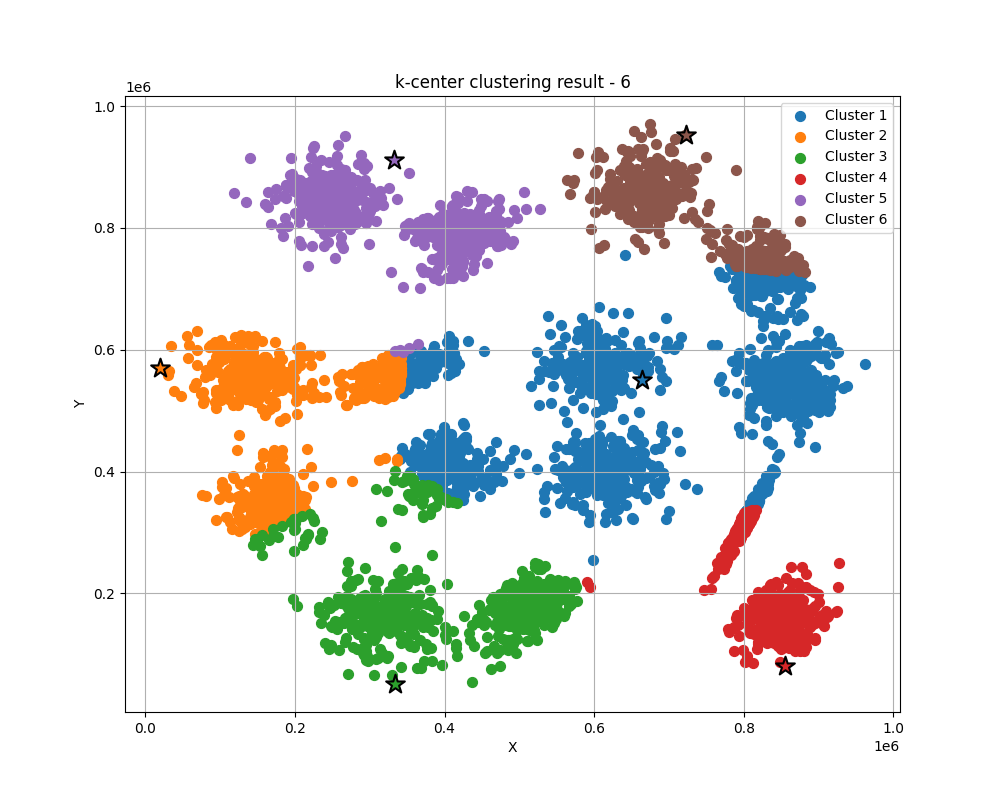 k-center clustering result - 6
1e6
1.0
0.8
0.6
0.4
0.2
Y
0.0
0.2
0.4
0.6
0.8
1.0
1e6
X
Cluster 1
Cluster 2
Cluster 3
Cluster 4
Cluster 5
Cluster 6